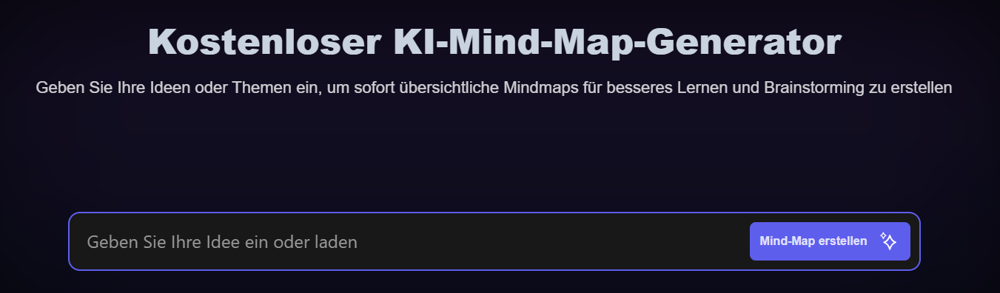 Kostenloser KI-Mind-Map-Generator
Geben Sie Ihre Ideen oder Themen ein, um sofort übersichtliche Mindmaps für besseres Lernen und Brainstorming zu erstellen
Geben Sie Ihre Idee ein oder laden
Mind-Map erstellen